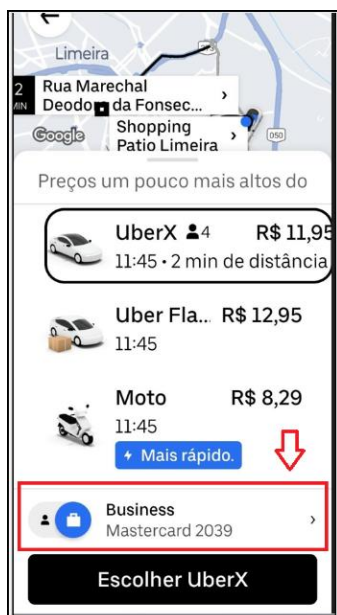 Limeira
2
MIN
Rua Marechal
Deodoro da Fonsec...
Google
Shopping
Patio Limeira
050
Preços um pouco mais altos do
UberX 4 R$ 11,95
11:45 • 2 min de distância
Uber Fla... R$ 12,95
11:45
Moto R$ 8,29
11:45
Mais rápido.
Business
Mastercard 2039
Escolher UberX